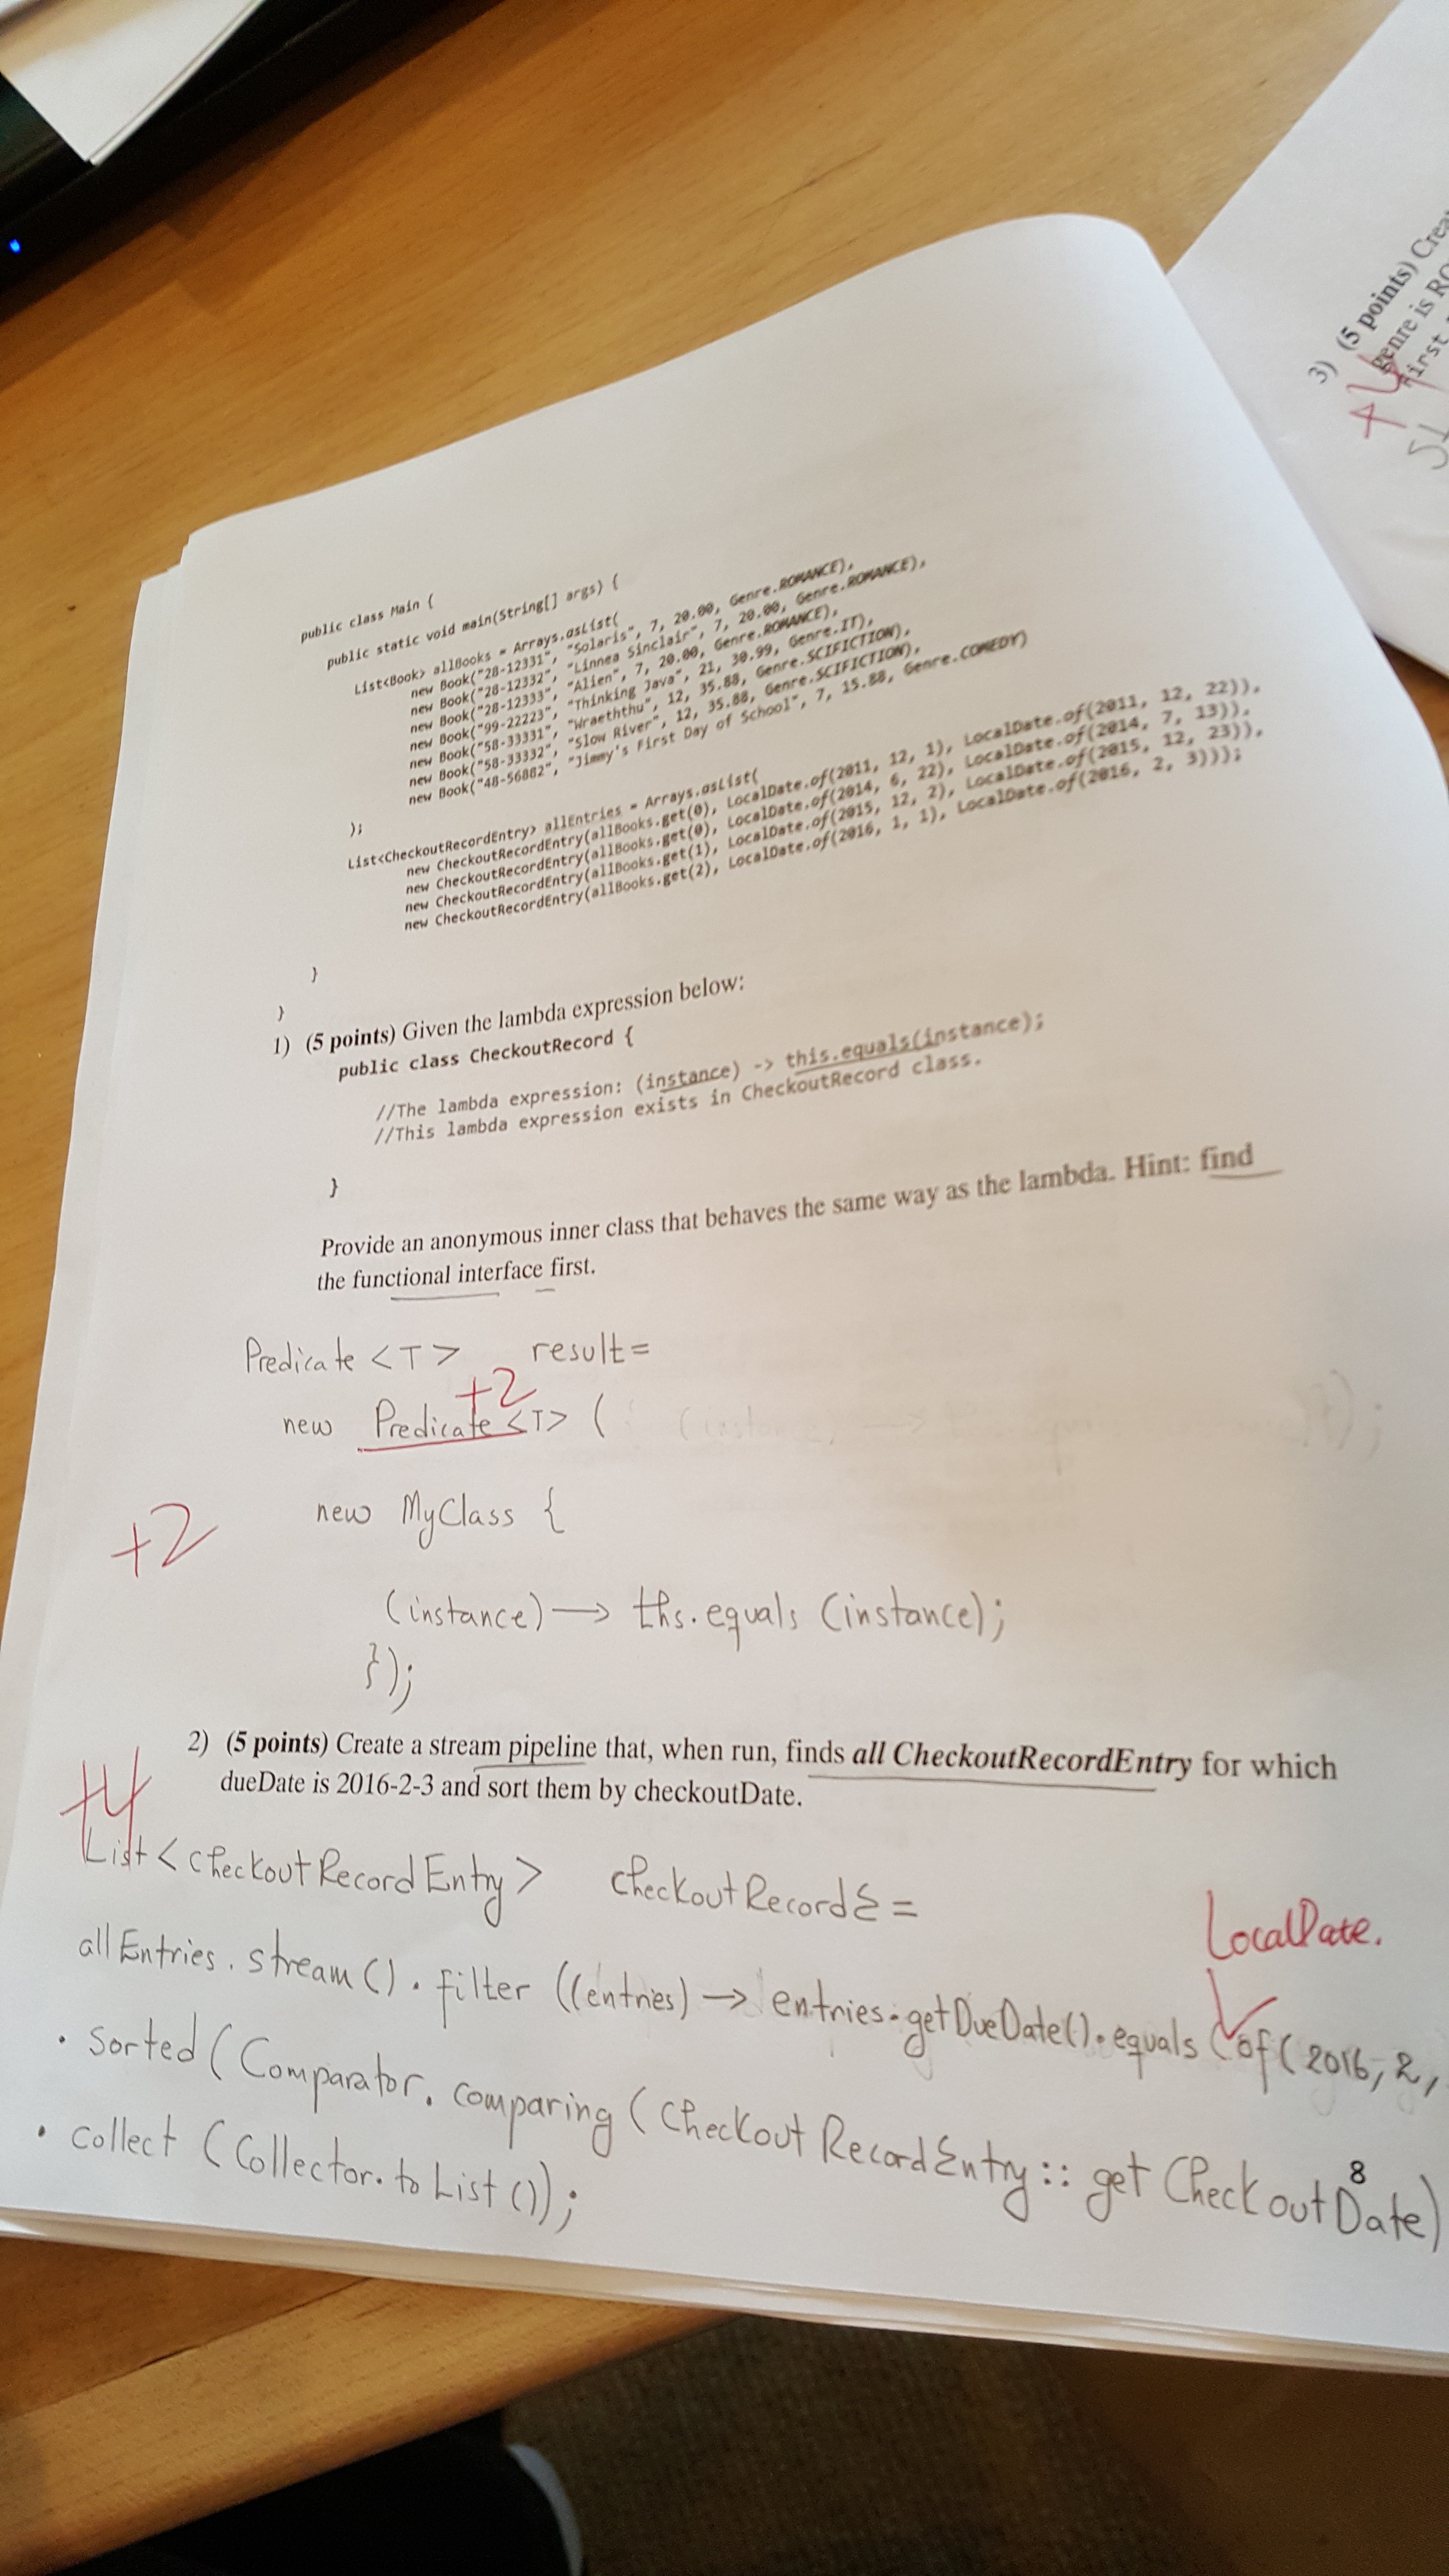 public class Main {
public static void main(String[] args) {
List<Book> allBooks = Arrays.asList(
new Book("28-12331", "Solaris", 7, 20.00, Genre.ROMANCE),
new Book("28-12332", "Linnea Sinclair", 7, 20.00, Genre.ROMANCE),
new Book("28-12333", "Alien", 7, 20.00, Genre.ROMANCE),
new Book("99-22223", "Thinking Java", 21, 30.99, Genre.IT),
new Book("58-33331", "Wraeththu", 12, 35.88, Genre.SCIFICTION),
new Book("58-33332", "Slow River", 12, 35.88, Genre.SCIFICTION),
new Book("48-56882", "Jimmy's First Day of School", 7, 15.88, Genre.COMEDY)
);
List<CheckoutRecordEntry> allEntries = Arrays.asList(
new CheckoutRecordEntry(allBooks.get(0), LocalDate.of(2011, 12, 1), LocalDate.of(2011, 12, 22)),
new CheckoutRecordEntry(allBooks.get(0), LocalDate.of(2014, 6, 22), LocalDate.of(2014, 7, 13)),
new CheckoutRecordEntry(allBooks.get(1), LocalDate.of(2015, 12, 2), LocalDate.of(2015, 12, 23)),
new CheckoutRecordEntry(allBooks.get(2), LocalDate.of(2016, 1, 1), LocalDate.of(2016, 2, 3)));
}
}
1) (5 points) Given the lambda expression below:
public class CheckoutRecord {
//The lambda expression: (instance) -> this.equals(instance);
//This lambda expression exists in CheckoutRecord class.
}
Provide an anonymous inner class that behaves the same way as the lambda. Hint: find
the functional interface first.
Predicate <T> result =
+2
new Predicate <T> (
new MyClass {
+2
(instance) → ths.equals (instance);
});
2) (5 points) Create a stream pipeline that, when run, finds all CheckoutRecordEntry for which
dueDate is 2016-2-3 and sort them by checkoutDate.
+4
List < CheckoutRecordEntry > CheckoutRecordS =
LocalDate.
allEntries.stream().filter ((entries) → entries.getDueDate().equals (of (2016, 2,
.sorted (Comparator.comparing (CheckoutRecordEntry :: getCheckoutDate)
.collect (Collector.toList ());
8
3) (5 points) Crea
genre is RO
first
+4